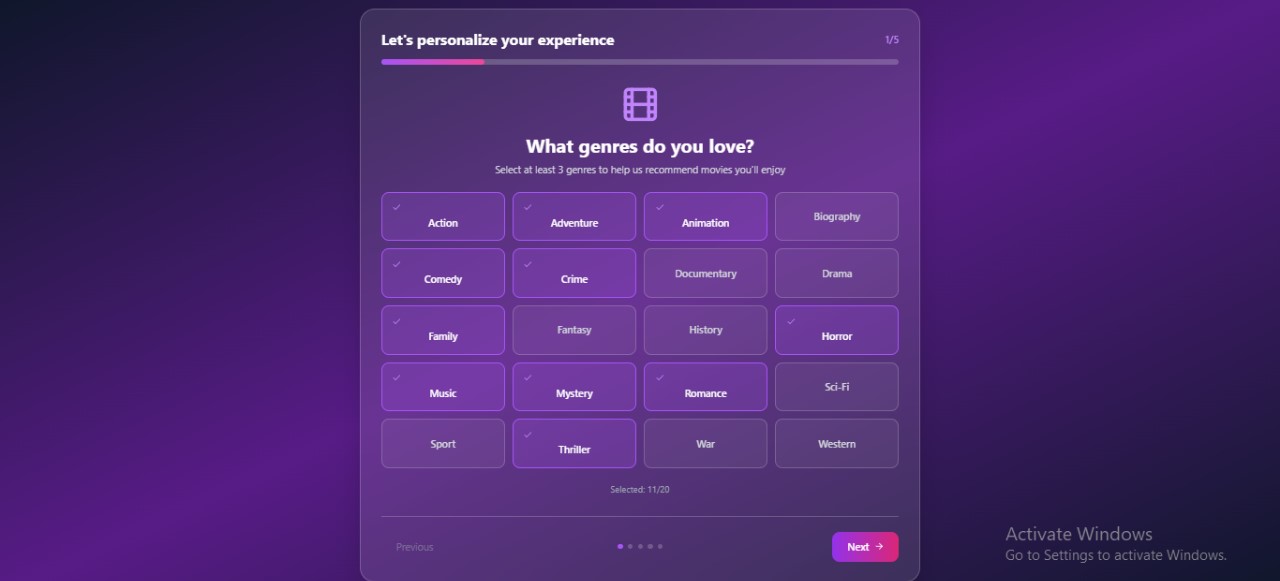 Let's personalize your experience
1/5
What genres do you love?
Select at least 3 genres to help us recommend movies you'll enjoy
Action
Adventure
Animation
Biography
Comedy
Crime
Documentary
Drama
Family
Fantasy
History
Horror
Music
Mystery
Romance
Sci-Fi
Sport
Thriller
War
Western
Selected: 11/20
Previous
Next →
Activate Windows
Go to Settings to activate Windows.